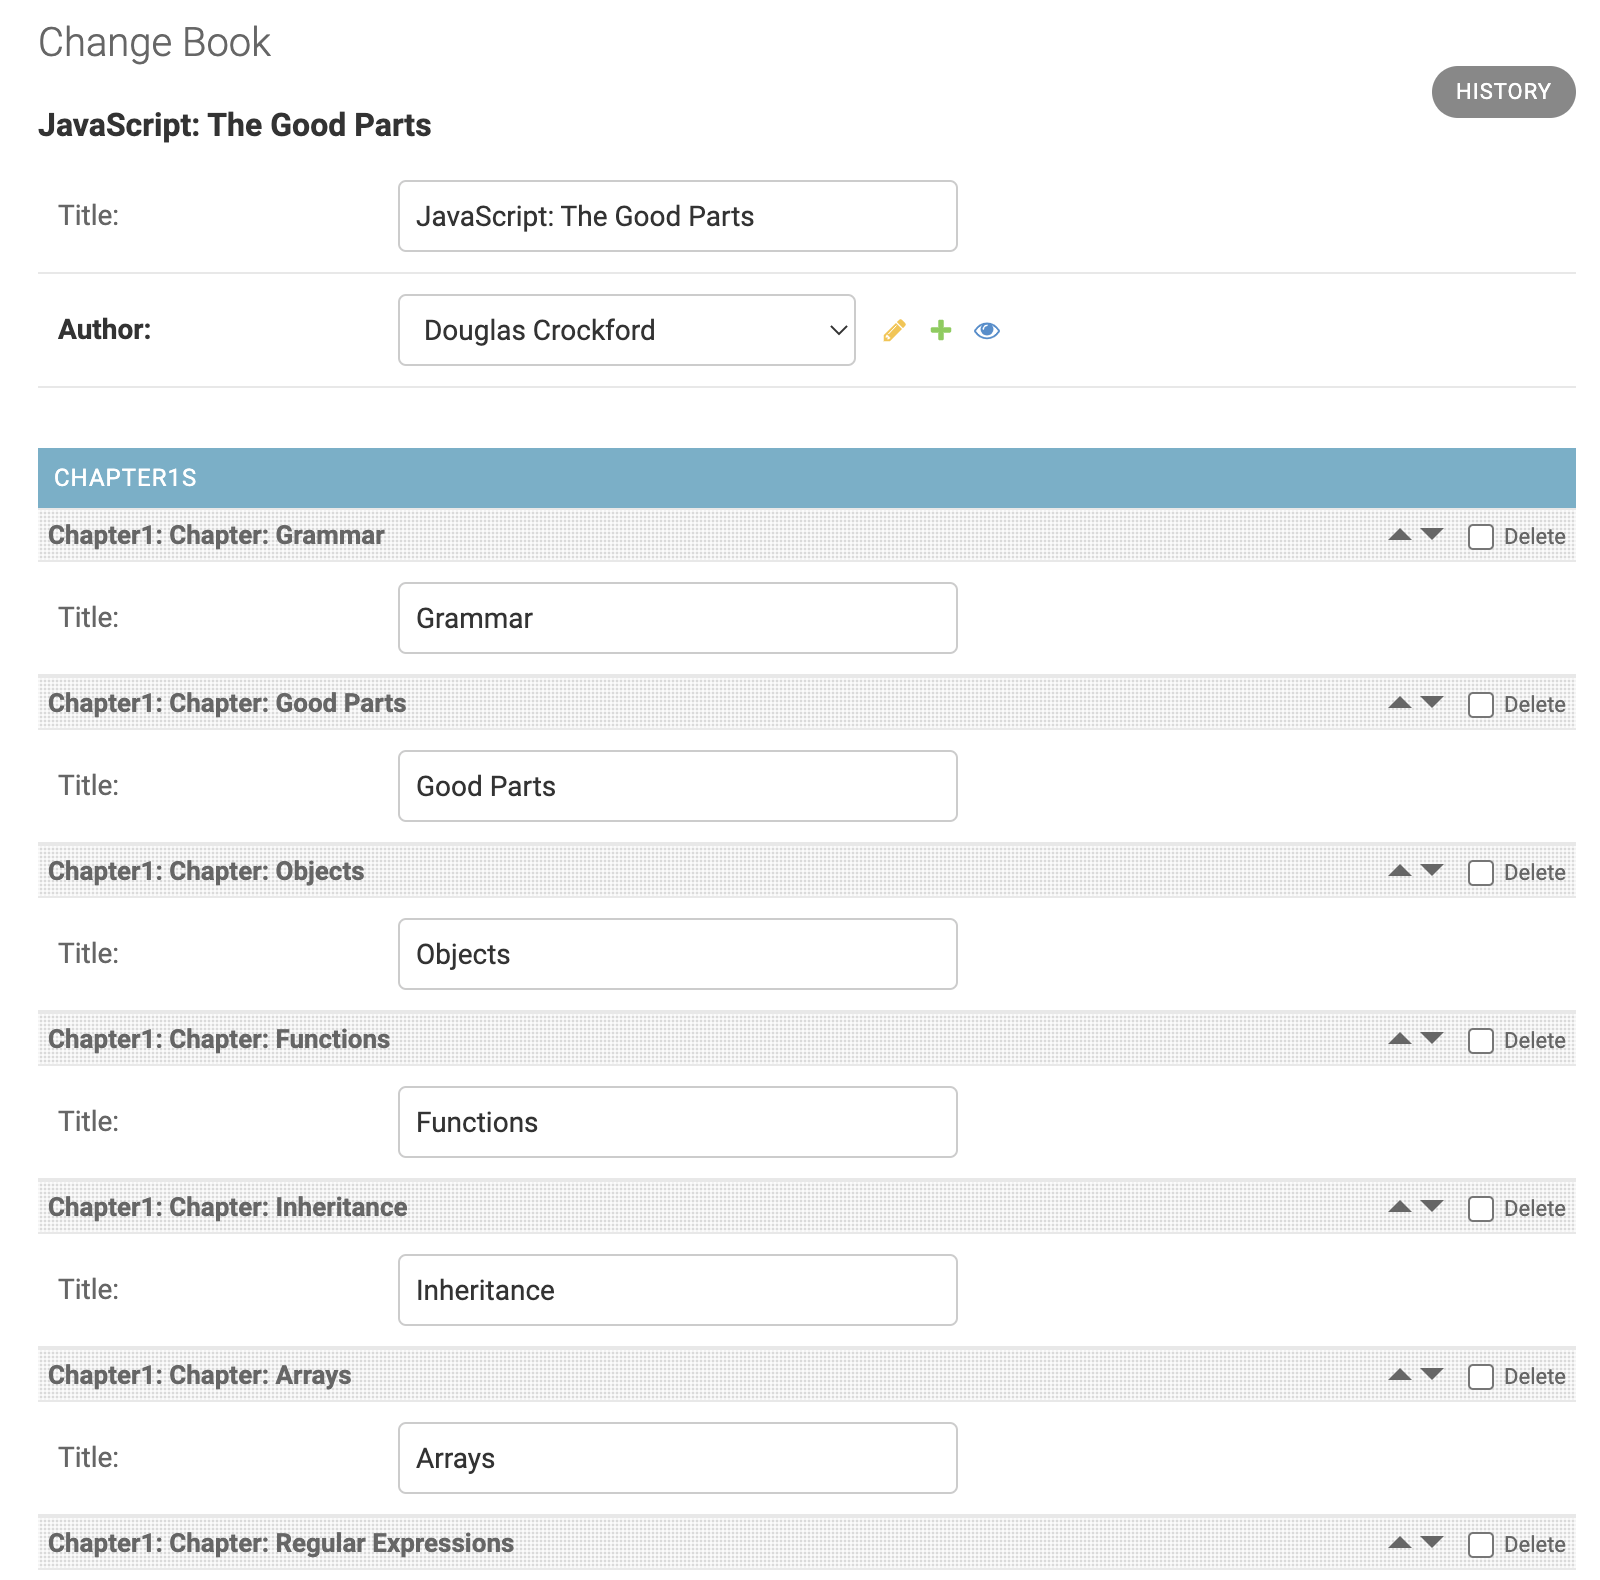 Change Book
HISTORY
JavaScript: The Good Parts
Title: JavaScript: The Good Parts
Author: Douglas Crockford
CHAPTER1S
Chapter1: Chapter: Grammar Delete
Title: Grammar
Chapter1: Chapter: Good Parts Delete
Title: Good Parts
Chapter1: Chapter: Objects Delete
Title: Objects
Chapter1: Chapter: Functions Delete
Title: Functions
Chapter1: Chapter: Inheritance Delete
Title: Inheritance
Chapter1: Chapter: Arrays Delete
Title: Arrays
Chapter1: Chapter: Regular Expressions Delete